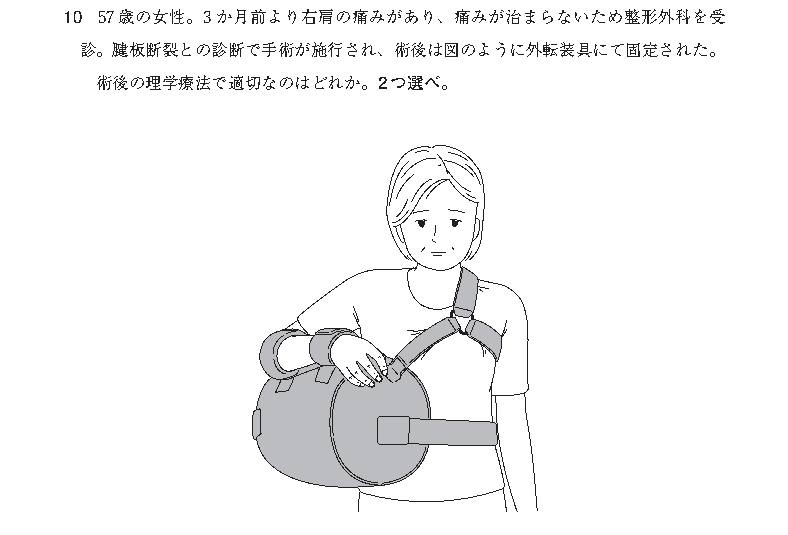 10 57歳の女性。3か月前より右肩の痛みがあり、痛みが治まらないため整形外科を受
診。腱板断裂との診断で手術が施行され、術後は図のように外転装具にて固定された。
術後の理学療法で適切なのはどれか。2つ選べ。